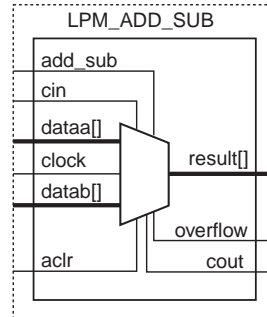 LPM_ADD_SUB
add_sub
cin
dataa[]
clock
result[]
datab[]
overflow
aclr
cout